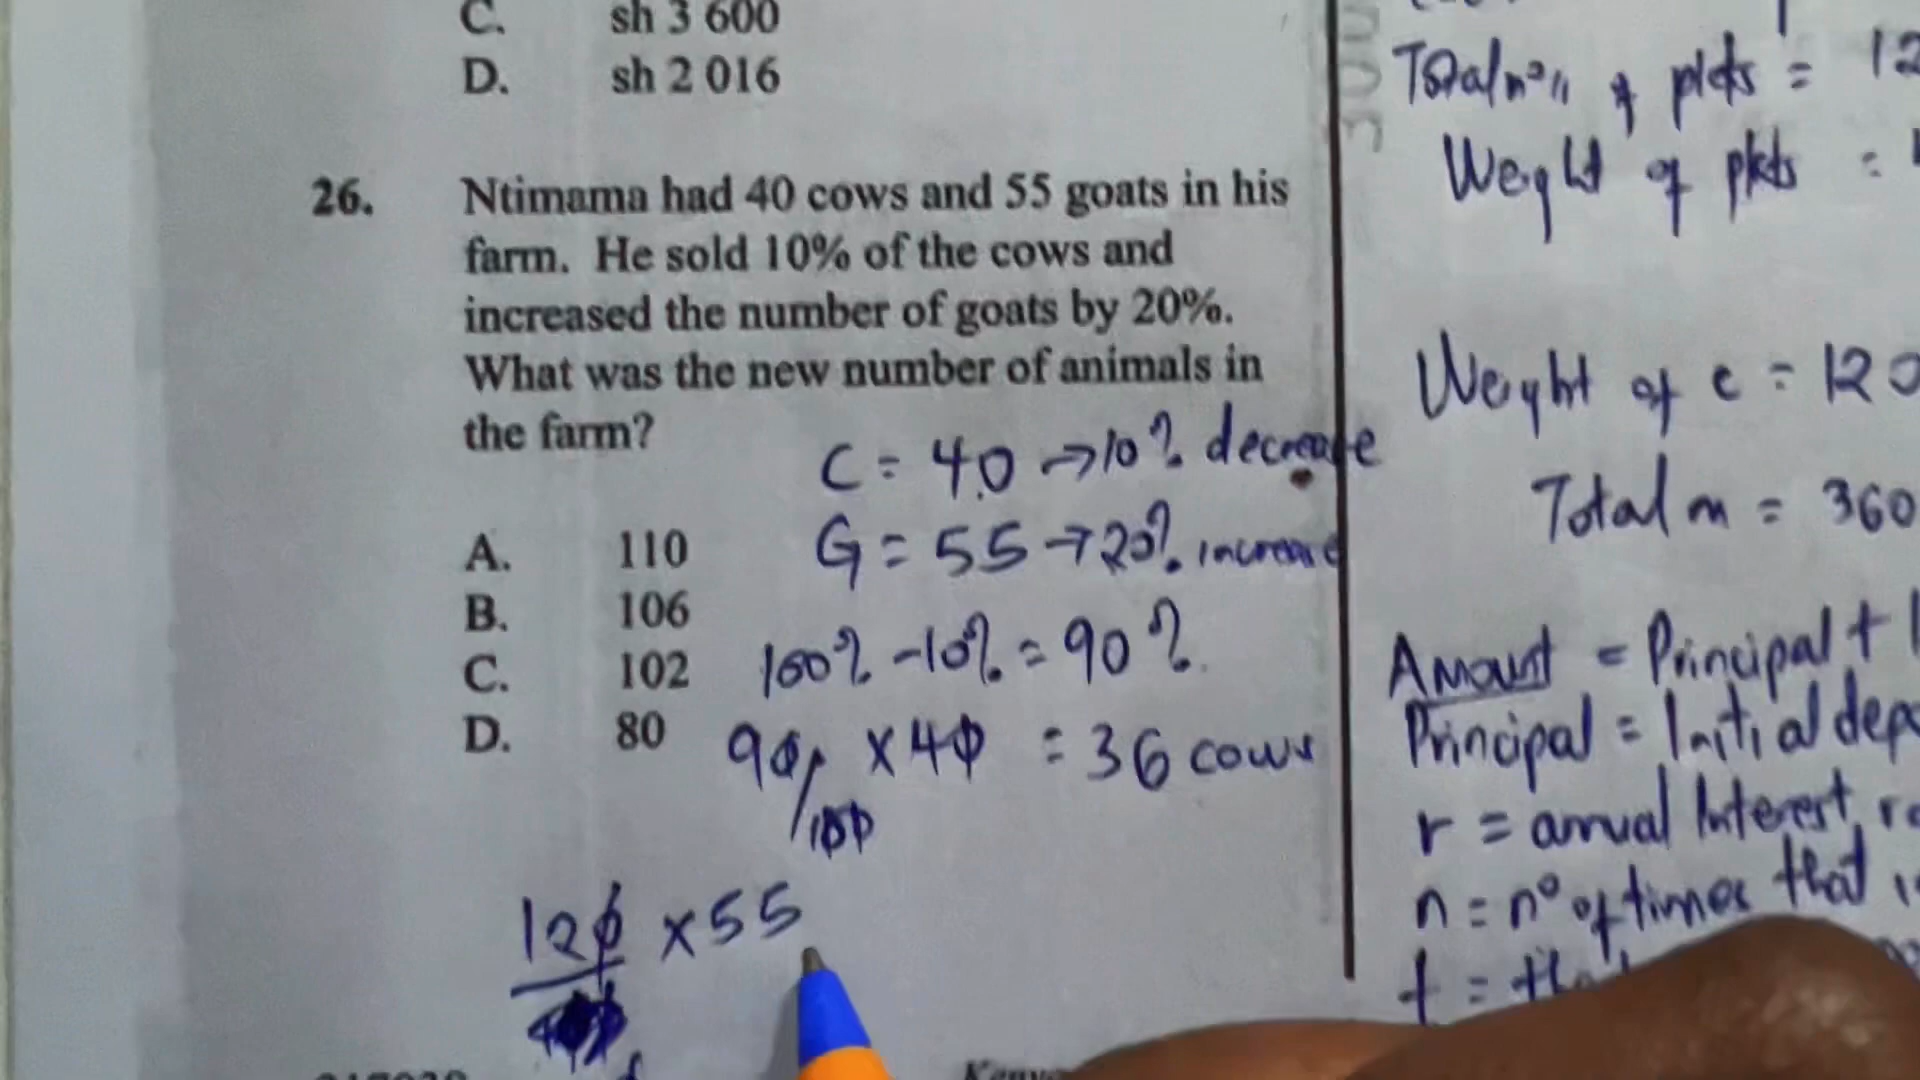 C. sh 3 600
D. sh 2 016
26. Ntimama had 40 cows and 55 goats in his
farm. He sold 10% of the cows and
increased the number of goats by 20%.
What was the new number of animals in
the farm?
A. 110
B. 106
C. 102
D. 80
C = 40 → 10% decrease
G = 55 → 20% increase
100% - 10% = 90%
90/100 × 40 = 36 cows
120 × 55
Total nº of pkts = 12
Weight of pkts =
Weight of c = 120
Total m = 360
Amount = Principal +
Principal = Initial
r = annual Interest
n = nº of times that
t =